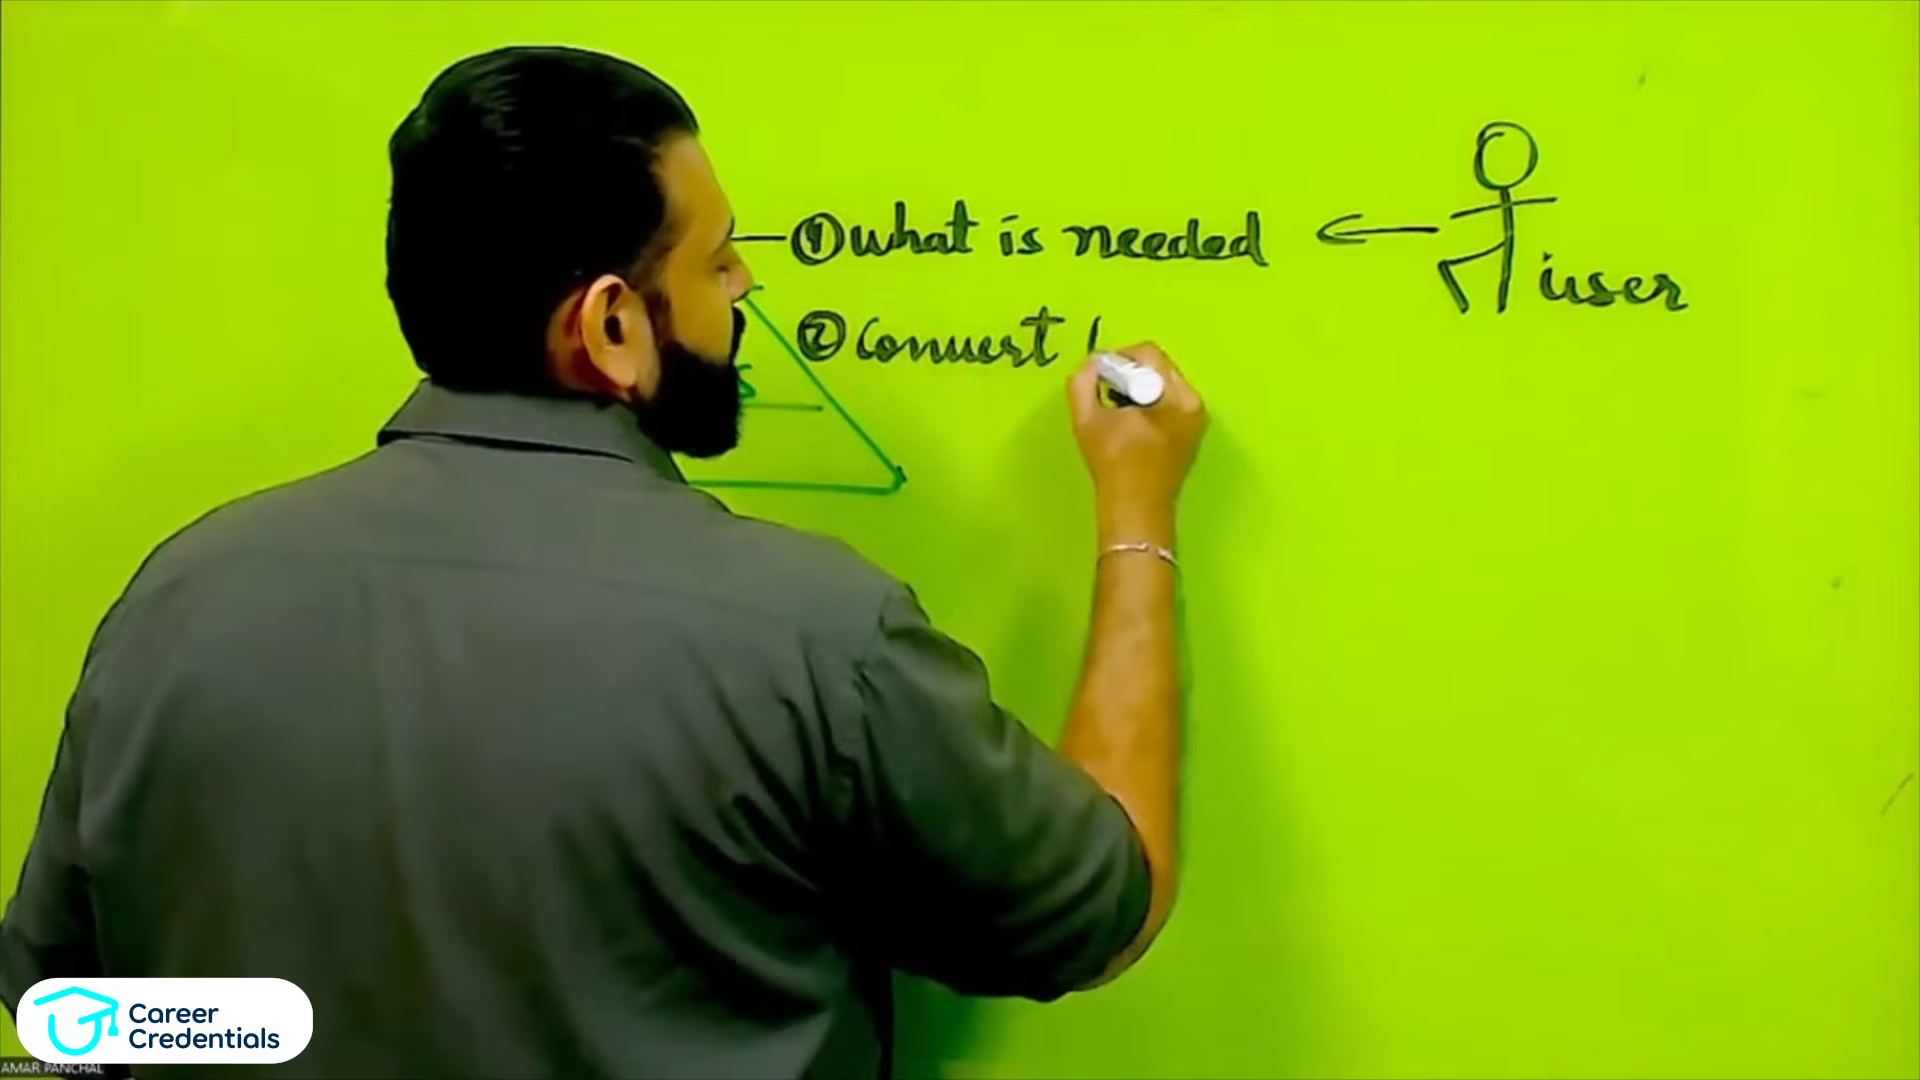 ①What is needed
user
②Convert
Career
Credentials
AMAR PANCHAL